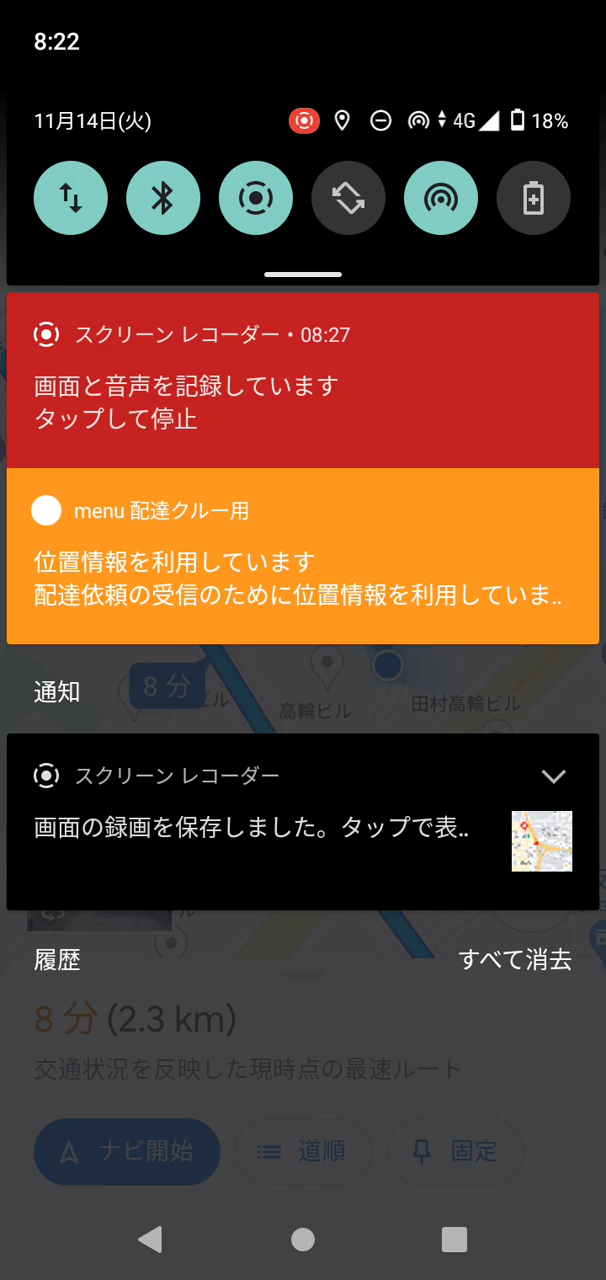 8:22
11月14日(火)
4G
18%
スクリーン レコーダー・08:27
画面と音声を記録しています
タップして停止
menu 配達クルー用
位置情報を利用しています
配達依頼の受信のために位置情報を利用していま..
8 分
ビル
高輪ビル
田村高輪ビル
通知
スクリーン レコーダー
画面の録画を保存しました。タップで表..
ル
履歴
すべて消去
8 分 (2.3 km)
交通状況を反映した現時点の最速ルート
ナビ開始
道順
固定